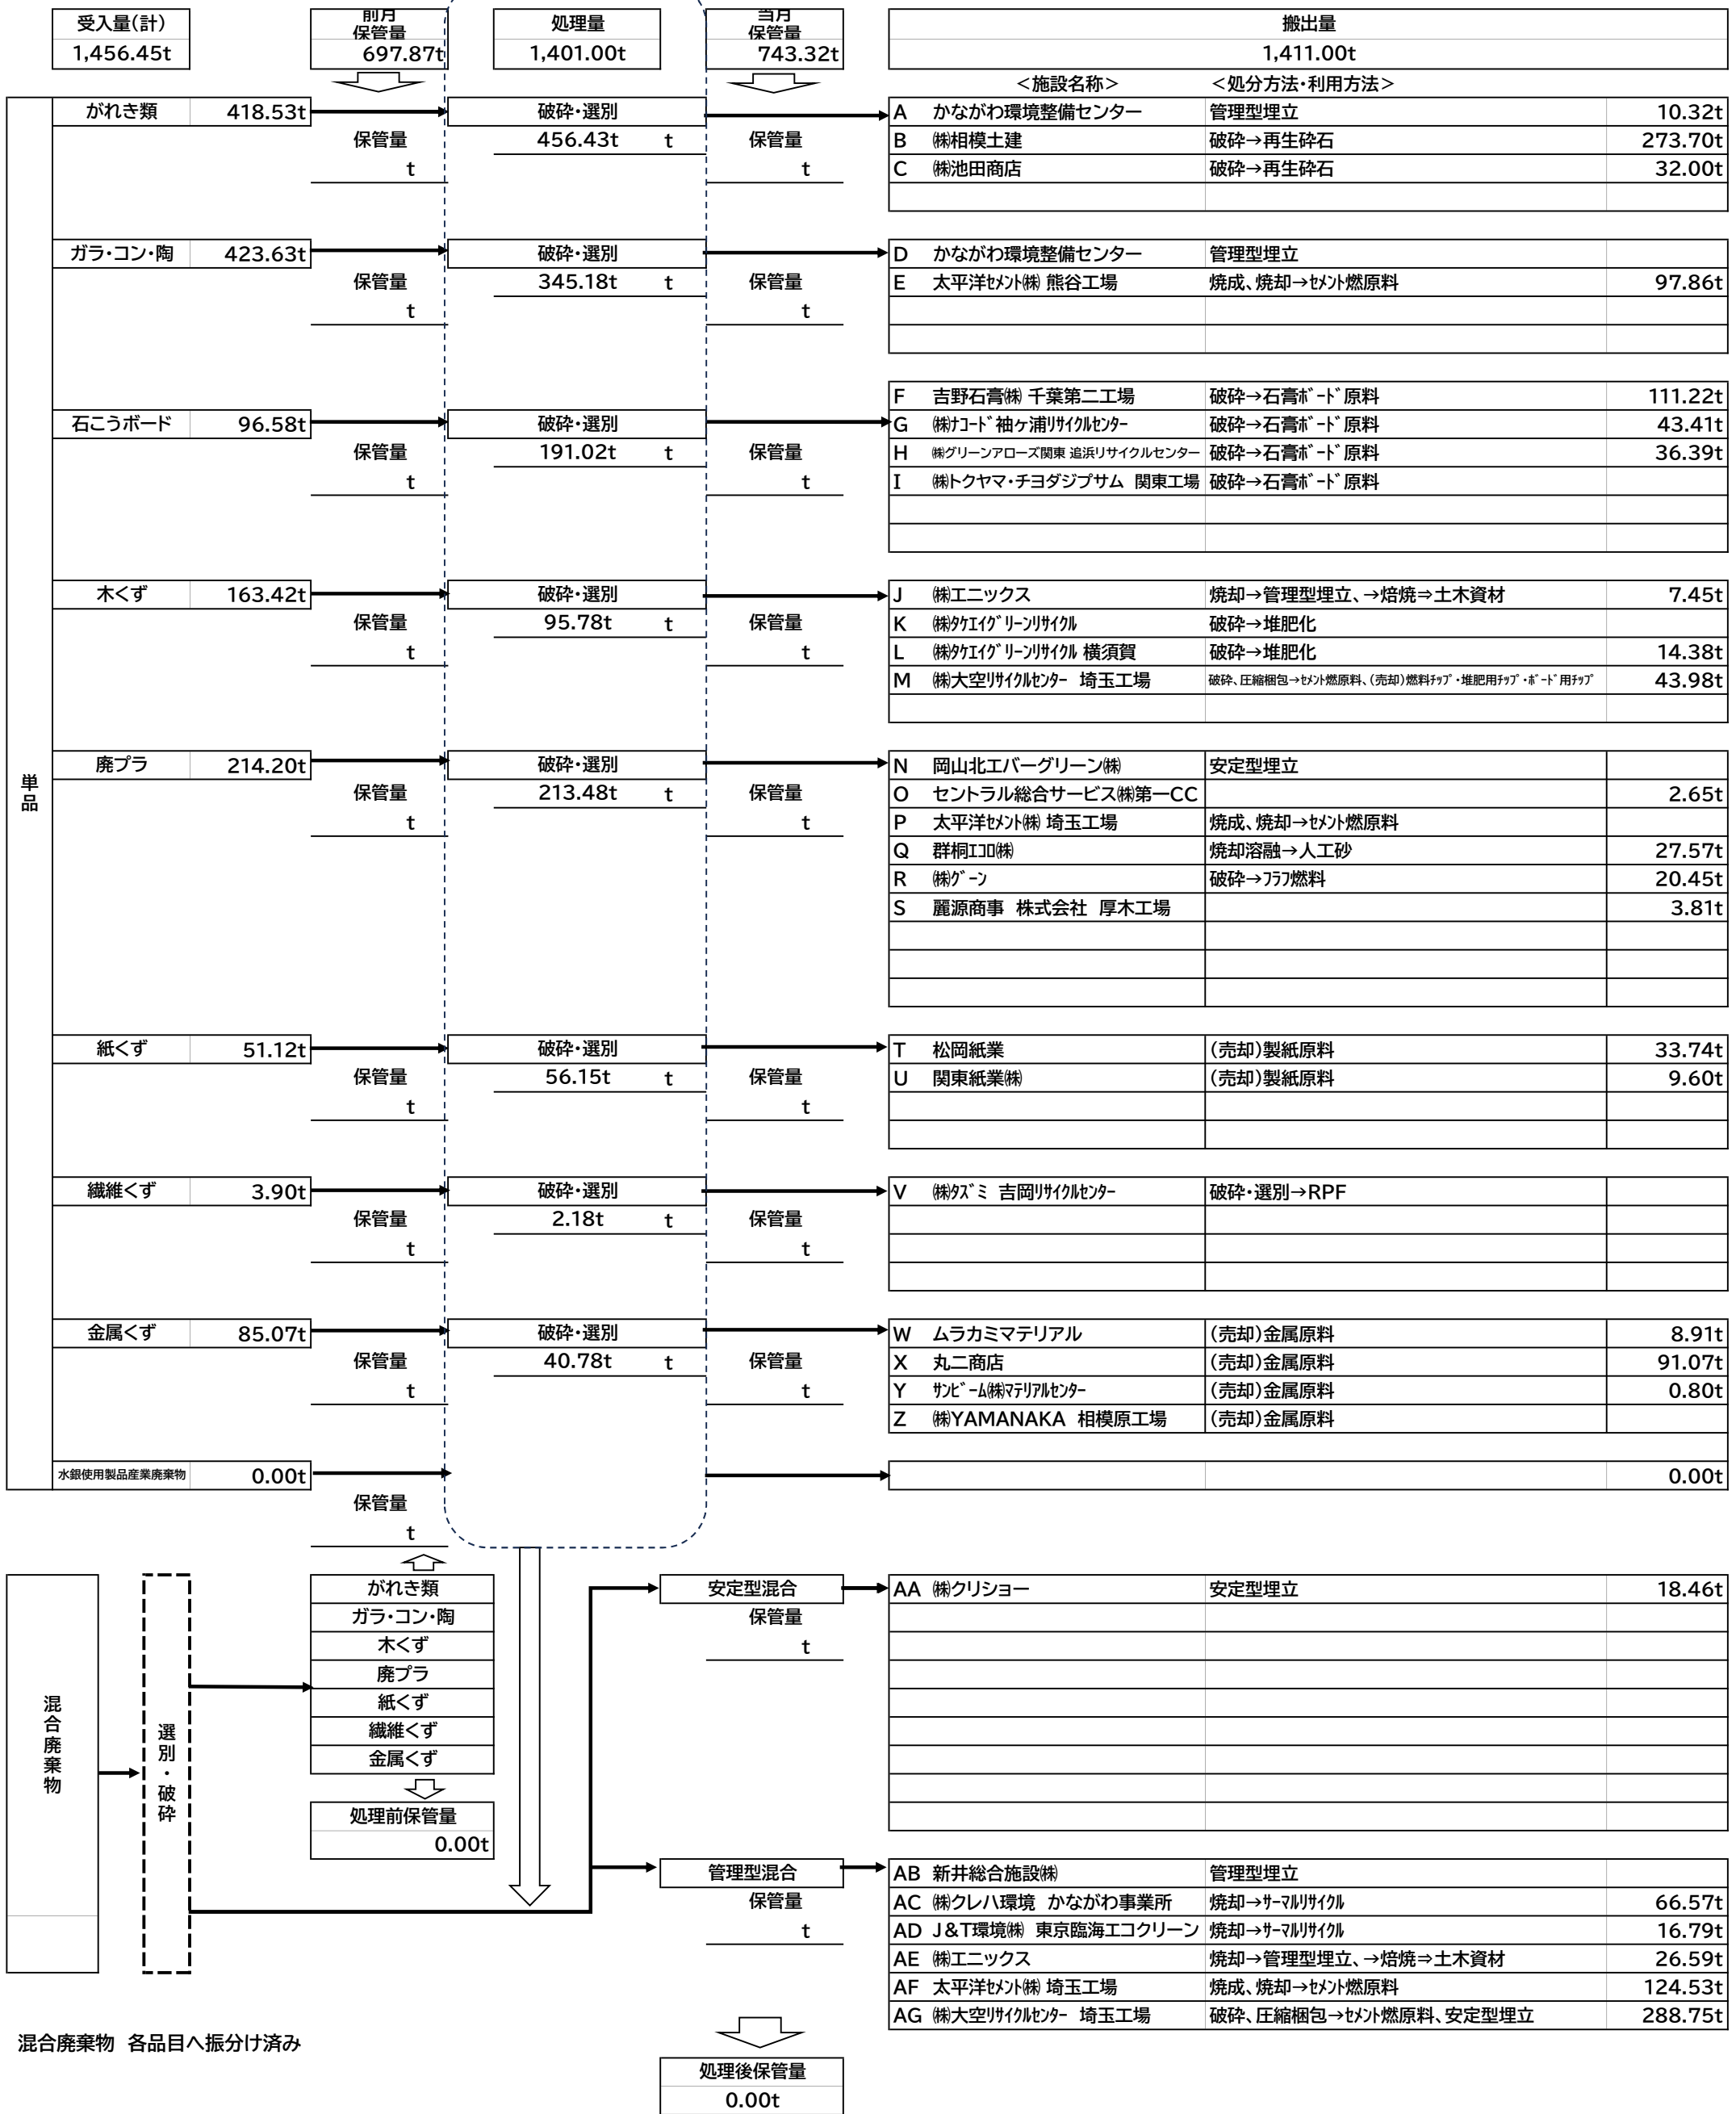 受入量(計) 前月 保管量 処理量 当月 保管量 搬出量
1,456.45t 697.87t 1,401.00t 743.32t 1,411.00t
<施設名称> <処分方法・利用方法>
単品
がれき類 418.53t 破砕・選別 A かながわ環境整備センター 管理型埋立 10.32t
保管量 456.43t t 保管量 B ㈱相模土建 破砕→再生砕石 273.70t
t t C ㈱池田商店 破砕→再生砕石 32.00t
ガラ・コン・陶 423.63t 破砕・選別 D かながわ環境整備センター 管理型埋立
保管量 345.18t t 保管量 E 太平洋ｾﾒﾝﾄ㈱ 熊谷工場 焼成、焼却→ｾﾒﾝﾄ燃原料 97.86t
t t
F 吉野石膏㈱ 千葉第二工場 破砕→石膏ﾎﾞｰﾄﾞ原料 111.22t
石こうボード 96.58t 破砕・選別 G ㈱ﾅｺｰﾄﾞ袖ヶ浦ﾘｻｲｸﾙｾﾝﾀｰ 破砕→石膏ﾎﾞｰﾄﾞ原料 43.41t
保管量 191.02t t 保管量 H ㈱グリーンアローズ関東 追浜リサイクルセンター 破砕→石膏ﾎﾞｰﾄﾞ原料 36.39t
t t I ㈱トクヤマ・チヨダジプサム 関東工場 破砕→石膏ﾎﾞｰﾄﾞ原料
木くず 163.42t 破砕・選別 J ㈱エニックス 焼却→管理型埋立、→焙焼⇒土木資材 7.45t
保管量 95.78t t 保管量 K ㈱ﾀｹｴｲｸﾞﾘｰﾝﾘｻｲｸﾙ 破砕→堆肥化
t t L ㈱ﾀｹｴｲｸﾞﾘｰﾝﾘｻｲｸﾙ 横須賀 破砕→堆肥化 14.38t
M ㈱大空ﾘｻｲｸﾙｾﾝﾀｰ 埼玉工場 破砕、圧縮梱包→ｾﾒﾝﾄ燃原料、(売却)燃料ﾁｯﾌﾟ・堆肥用ﾁｯﾌﾟ・ﾎﾞｰﾄﾞ用ﾁｯﾌﾟ 43.98t
廃プラ 214.20t 破砕・選別 N 岡山北エバーグリーン㈱ 安定型埋立
保管量 213.48t t 保管量 O セントラル総合サービス㈱第一CC 2.65t
t t P 太平洋ｾﾒﾝﾄ㈱ 埼玉工場 焼成、焼却→ｾﾒﾝﾄ燃原料
Q 群桐ｴｺﾛ㈱ 焼却溶融→人工砂 27.57t
R ㈱ｸﾞｰﾝ 破砕→ﾌﾗﾌ燃料 20.45t
S 麗源商事 株式会社 厚木工場 3.81t
紙くず 51.12t 破砕・選別 T 松岡紙業 (売却)製紙原料 33.74t
保管量 56.15t t 保管量 U 関東紙業㈱ (売却)製紙原料 9.60t
t t
繊維くず 3.90t 破砕・選別 V ㈱ﾀｽﾞﾐ 吉岡ﾘｻｲｸﾙｾﾝﾀｰ 破砕・選別→RPF
保管量 2.18t t 保管量
t t
金属くず 85.07t 破砕・選別 W ムラカミマテリアル (売却)金属原料 8.91t
保管量 40.78t t 保管量 X 丸二商店 (売却)金属原料 91.07t
t t Y ｻﾝﾋﾞｰﾑ㈱ﾏﾃﾘｱﾙｾﾝﾀｰ (売却)金属原料 0.80t
Z ㈱YAMANAKA 相模原工場 (売却)金属原料
水銀使用製品産業廃棄物 0.00t 0.00t
保管量
t
混合廃棄物
選別・破砕
がれき類 安定型混合 AA ㈱クリショー 安定型埋立 18.46t
ガラ・コン・陶 保管量
木くず t
廃プラ
紙くず
繊維くず
金属くず
処理前保管量
0.00t
管理型混合 AB 新井総合施設㈱ 管理型埋立
保管量 AC ㈱クレハ環境 かながわ事業所 焼却→ｻｰﾏﾙﾘｻｲｸﾙ 66.57t
t AD J&T環境㈱ 東京臨海エコクリーン 焼却→ｻｰﾏﾙﾘｻｲｸﾙ 16.79t
AE ㈱エニックス 焼却→管理型埋立、→焙焼⇒土木資材 26.59t
AF 太平洋ｾﾒﾝﾄ㈱ 埼玉工場 焼成、焼却→ｾﾒﾝﾄ燃原料 124.53t
AG ㈱大空ﾘｻｲｸﾙｾﾝﾀｰ 埼玉工場 破砕、圧縮梱包→ｾﾒﾝﾄ燃原料、安定型埋立 288.75t
混合廃棄物 各品目へ振分け済み
処理後保管量
0.00t